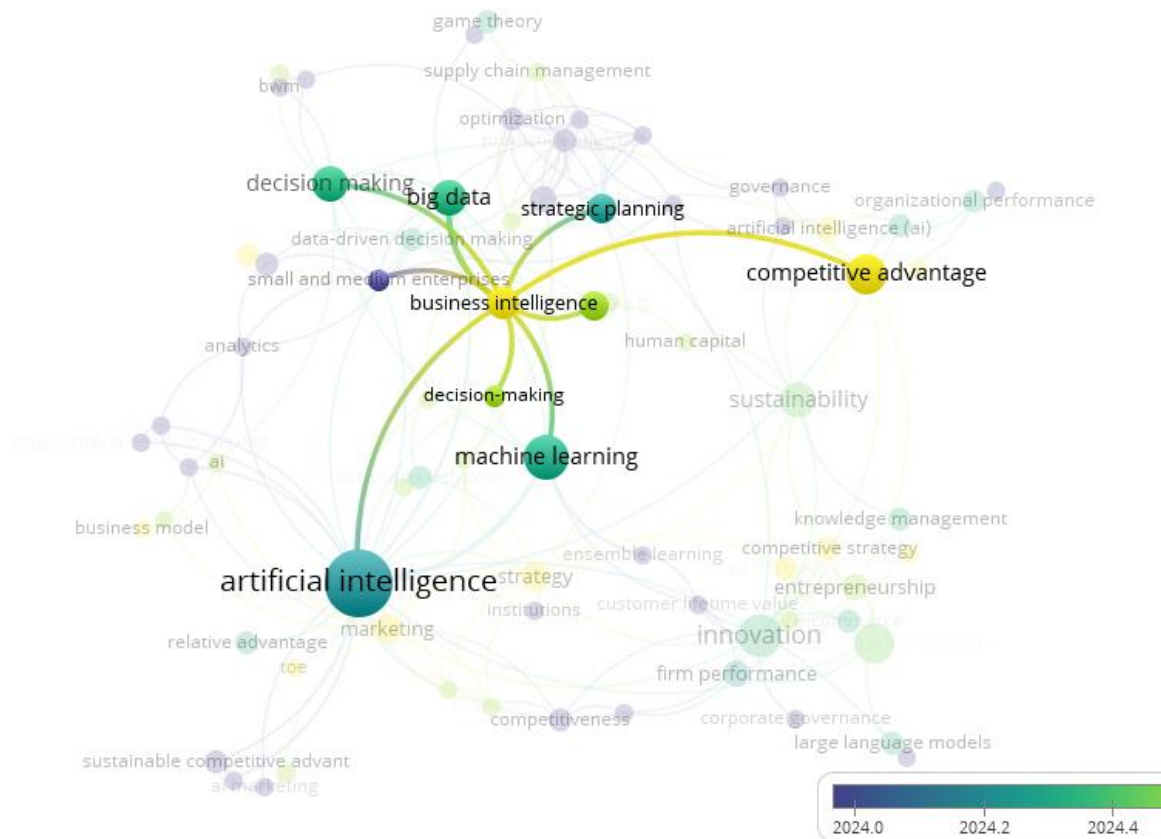 game theory
supply chain management
bwm
optimization
decision making
big data
strategic planning
governance
organizational performance
artificial intelligence (ai)
data-driven decision making
small and medium enterprises
competitive advantage
business intelligence
human capital
analytics
decision-making
sustainability
machine learning
ai
business model
knowledge management
competitive strategy
ensemble learning
artificial intelligence
strategy
entrepreneurship
institutions
customer lifetime value
marketing
innovation
relative advantage
toe
firm performance
competitiveness
corporate governance
large language models
sustainable competitive advant
ai marketing
2024.0
2024.2
2024.4